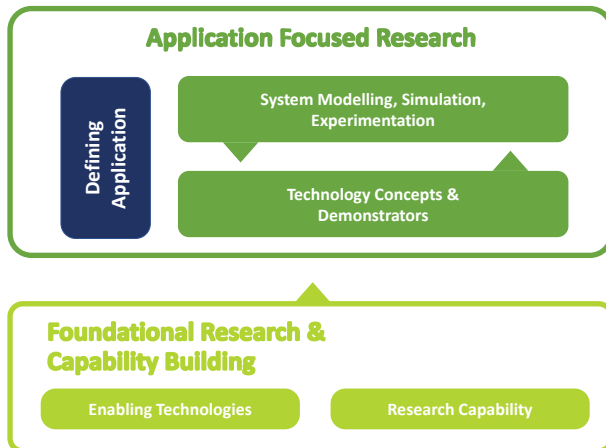 Application Focused Research
Defining
Application
System Modelling, Simulation,
Experimentation
Technology Concepts &
Demonstrators
Foundational Research &
Capability Building
Enabling Technologies
Research Capability